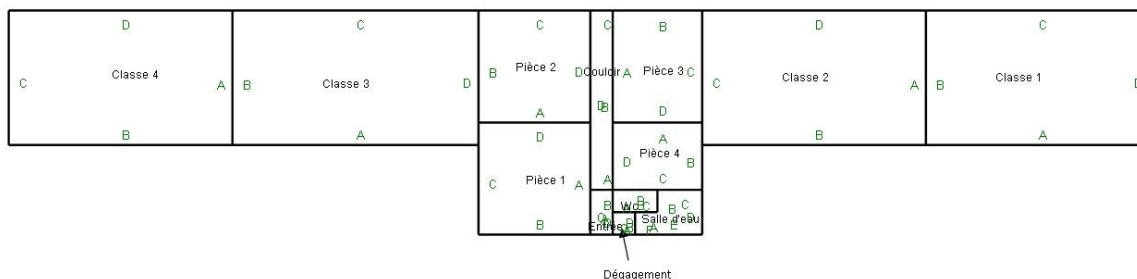 D C C B D C
Classe 4 Pièce 2 Couloir Pièce 3 Classe 2 Classe 1
C A B Classe 3 D B D A C C A B D
D B
B A A D B A
D A
Pièce 4
D B
C Pièce 1 A A C
B
Wc
Salle d'eau
Entrée
Dégagement